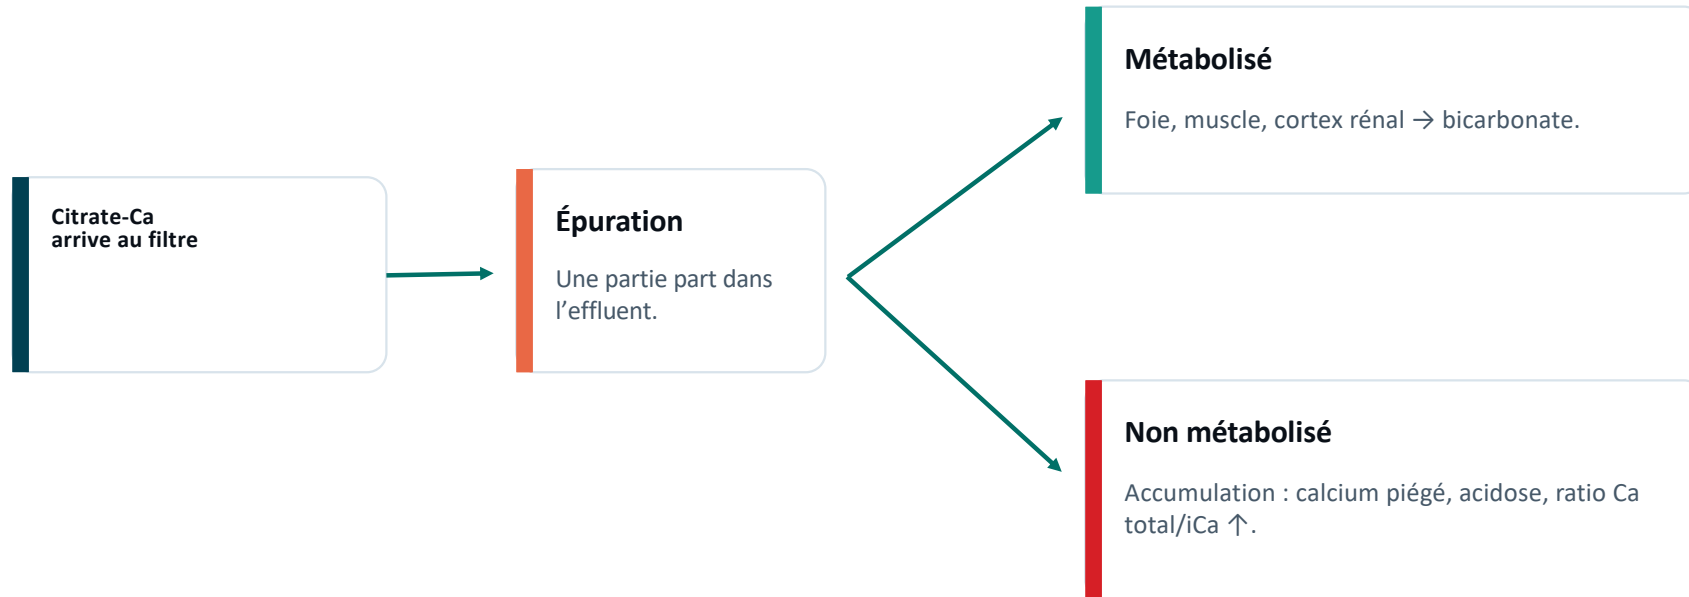 Citrate-Ca
arrive au filtre
Épuration
Une partie part dans
l’effluent.
Métabolisé
Foie, muscle, cortex rénal → bicarbonate.
Non métabolisé
Accumulation : calcium piégé, acidose, ratio Ca
total/iCa ↑.